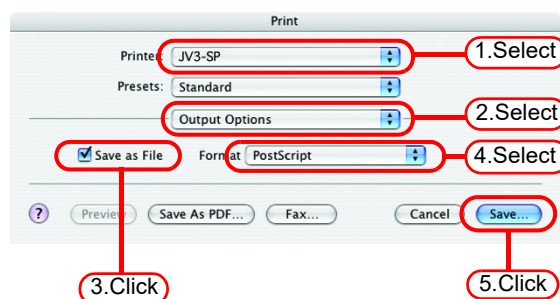 Print
Printer: JV3-SP
1.Select
Presets: Standard
Output Options
2.Select
Save as File Format PostScript
4.Select
? Preview Save As PDF... Fax... Cancel Save...
3.Click
5.Click